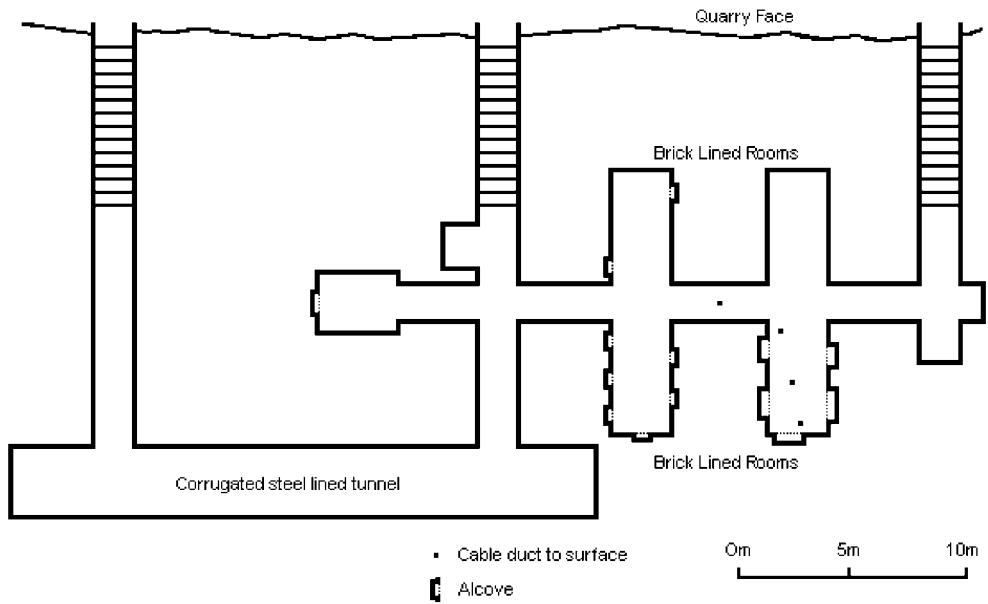 Quarry Face
Brick Lined Rooms
Brick Lined Rooms
Corrugated steel lined tunnel
Cable duct to surface
Alcove
0m 5m 10m